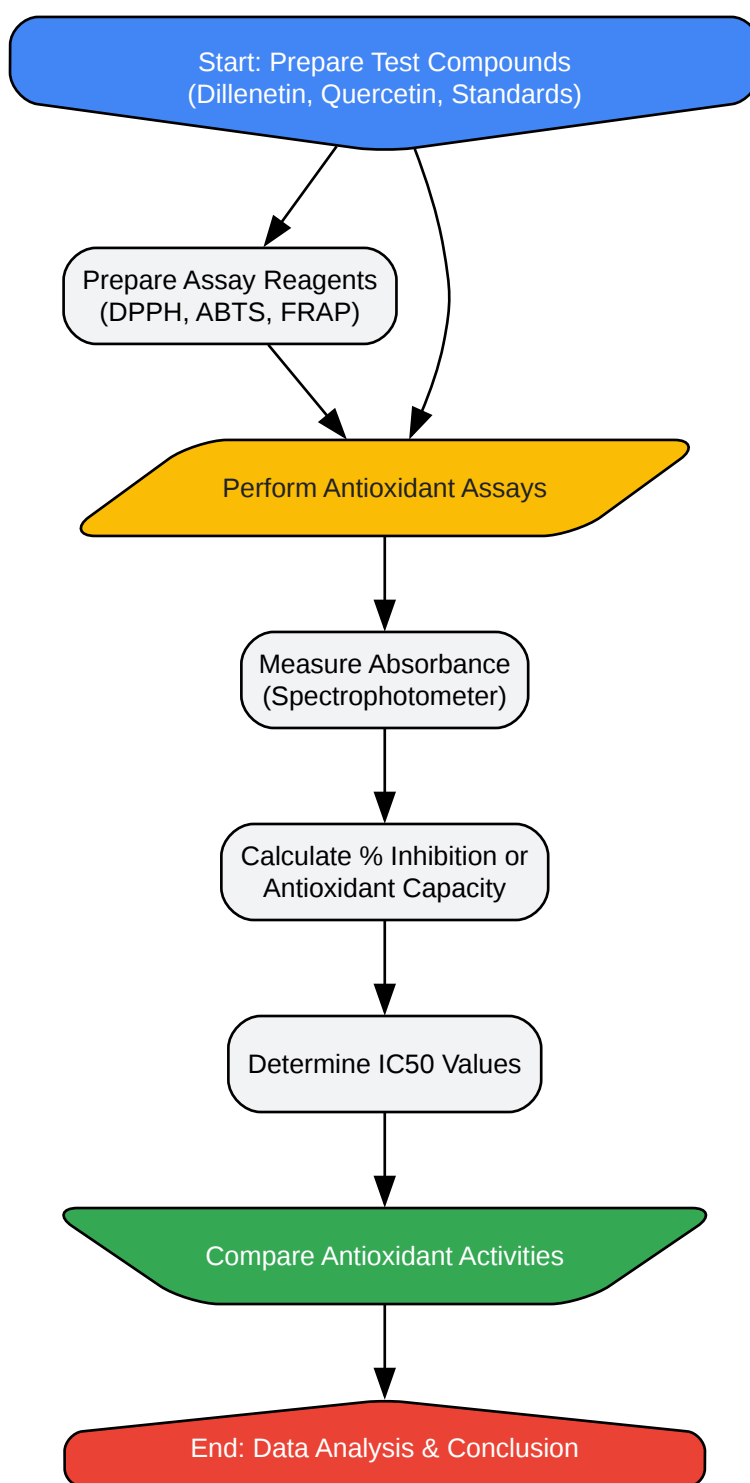 Start: Prepare Test Compounds
(Dillenetin, Quercetin, Standards)
Prepare Assay Reagents
(DPPH, ABTS, FRAP)
Perform Antioxidant Assays
Measure Absorbance
(Spectrophotometer)
Calculate % Inhibition or
Antioxidant Capacity
Determine IC50 Values
Compare Antioxidant Activities
End: Data Analysis & Conclusion